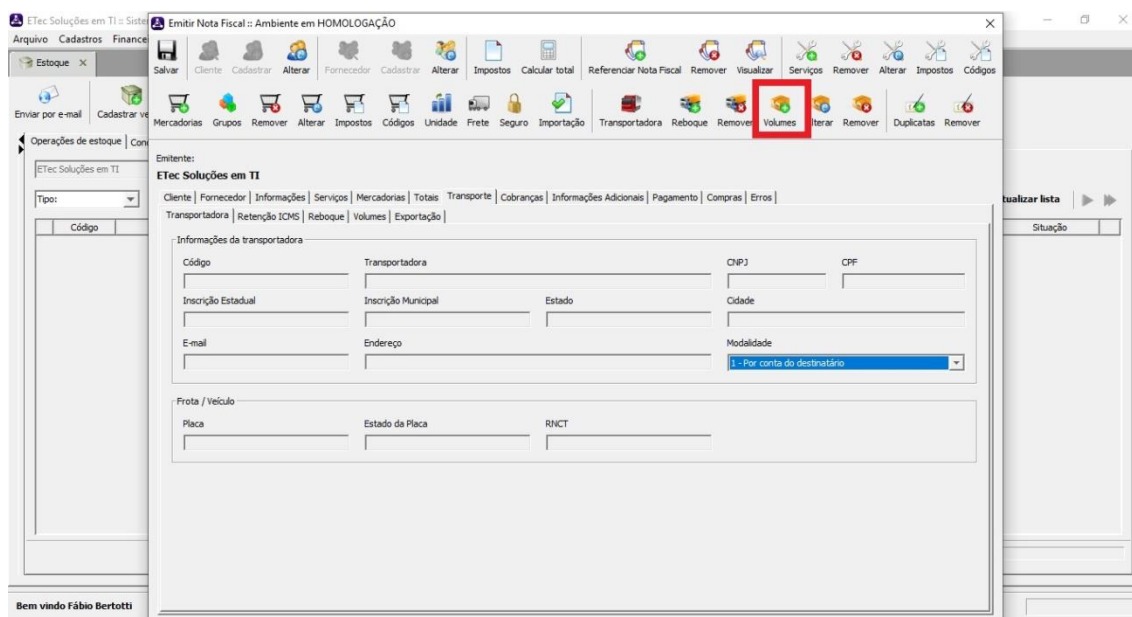 ETec Soluções em TI :: Siste
Emitir Nota Fiscal :: Ambiente em HOMOLOGAÇÃO
Arquivo Cadastros Finance
Estoque X
Salvar Cliente Cadastrar Alterar Fornecedor Cadastrar Alterar Impostos Calcular total Referenciar Nota Fiscal Remover Visualizar Serviços Remover Alterar Impostos Códigos
Enviar por e-mail Cadastrar ve
Mercadorias Grupos Remover Alterar Impostos Códigos Unidade Frete Seguro Importação Transportadora Reboque Remover Volumes lterar Remover Duplicatas Remover
Operações de estoque Con
Emitente:
ETec Soluções em TI
ETec Soluções em TI
Cliente Fornecedor Informações Serviços Mercadorias Totais Transporte Cobranças Informações Adicionais Pagamento Compras Erros
Tipo:
tualizar lista
Transportadora Retenção ICMS Reboque Volumes Exportação
Código
Situação
Informações da transportadora
Código Transportadora CNPJ CPF
Inscrição Estadual Inscrição Municipal Estado Cidade
E-mail Endereço Modalidade
1 - Por conta do destinatário
Frota / Veículo
Placa Estado da Placa RNCT
Bem vindo Fábio Bertotti